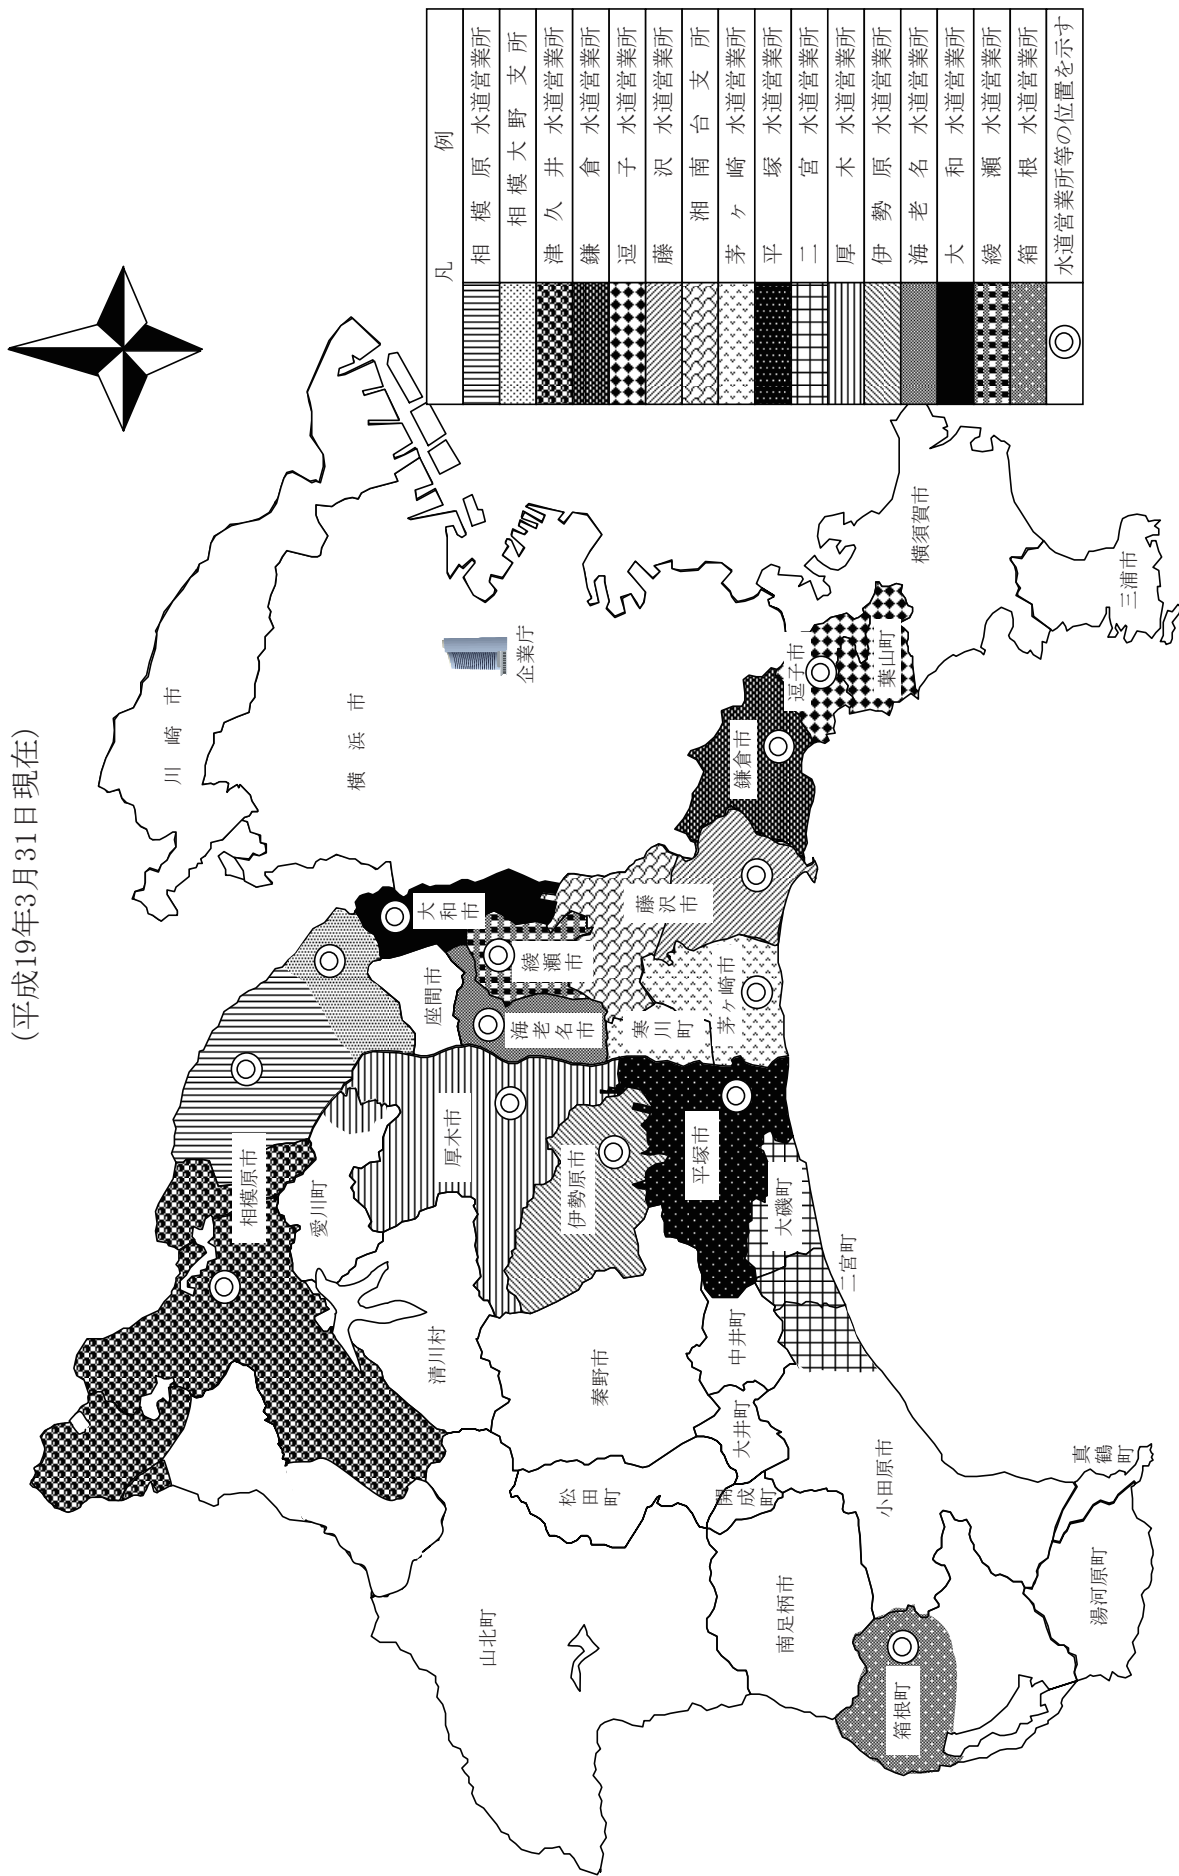 (平成19年3月31日現在)
凡例
相模原 水道営業所
相模大野支所
津久井 水道営業所
鎌倉 水道営業所
逗子 水道営業所
藤沢 水道営業所
湘南台支所
茅ヶ崎 水道営業所
平塚 水道営業所
二宮 水道営業所
厚木 水道営業所
伊勢原 水道営業所
海老名 水道営業所
大和 水道営業所
綾瀬 水道営業所
箱根 水道営業所
水道営業所等の位置を示す
川崎市
横浜市
企業庁
横須賀市
三浦市
逗子市
葉山町
鎌倉市
藤沢市
大和市
綾瀬市
座間市
海老名市
寒川町
茅ヶ崎市
相模原市
愛川町
厚木市
伊勢原市
平塚市
大磯町
二宮町
清川村
秦野市
中井町
大井町
松田町
開成町
小田原市
真鶴町
山北町
南足柄市
箱根町
湯河原町